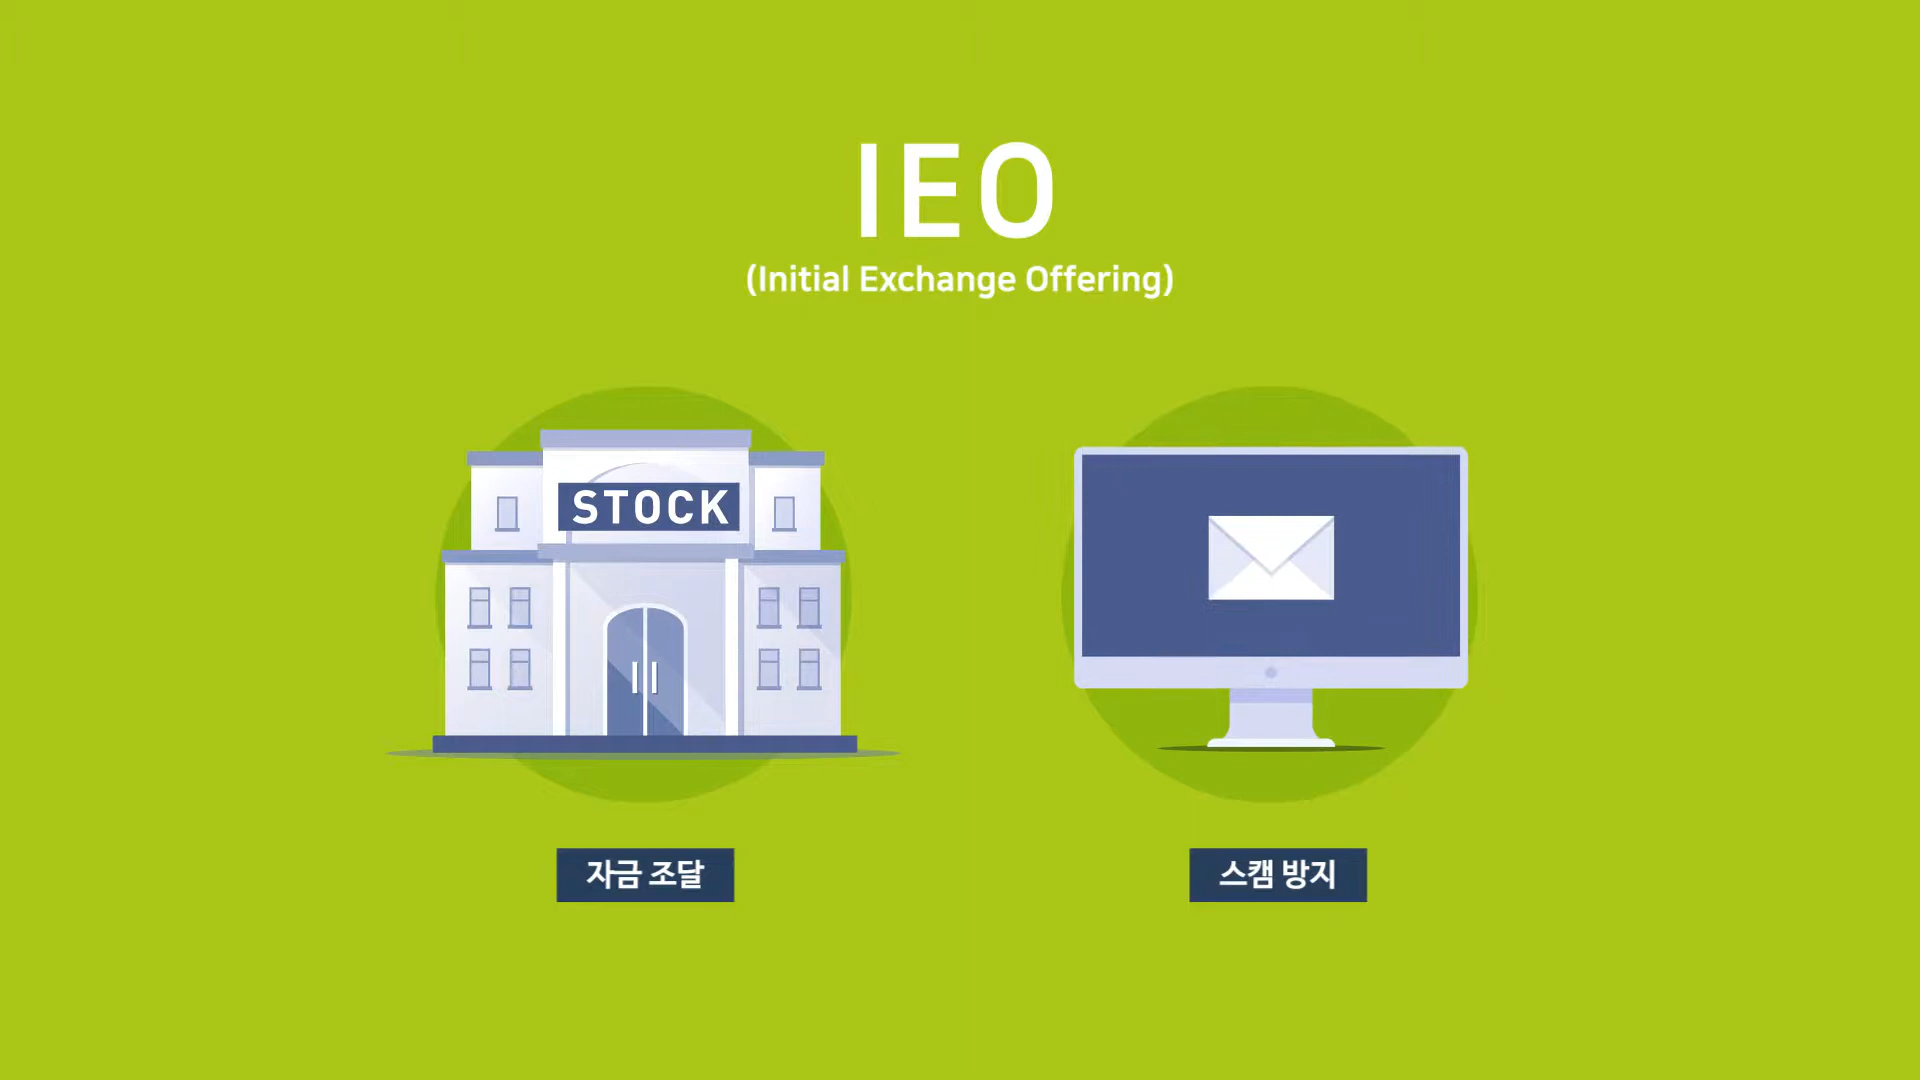 IEO
(Initial Exchange Offering)
STOCK
자금 조달
스캠 방지